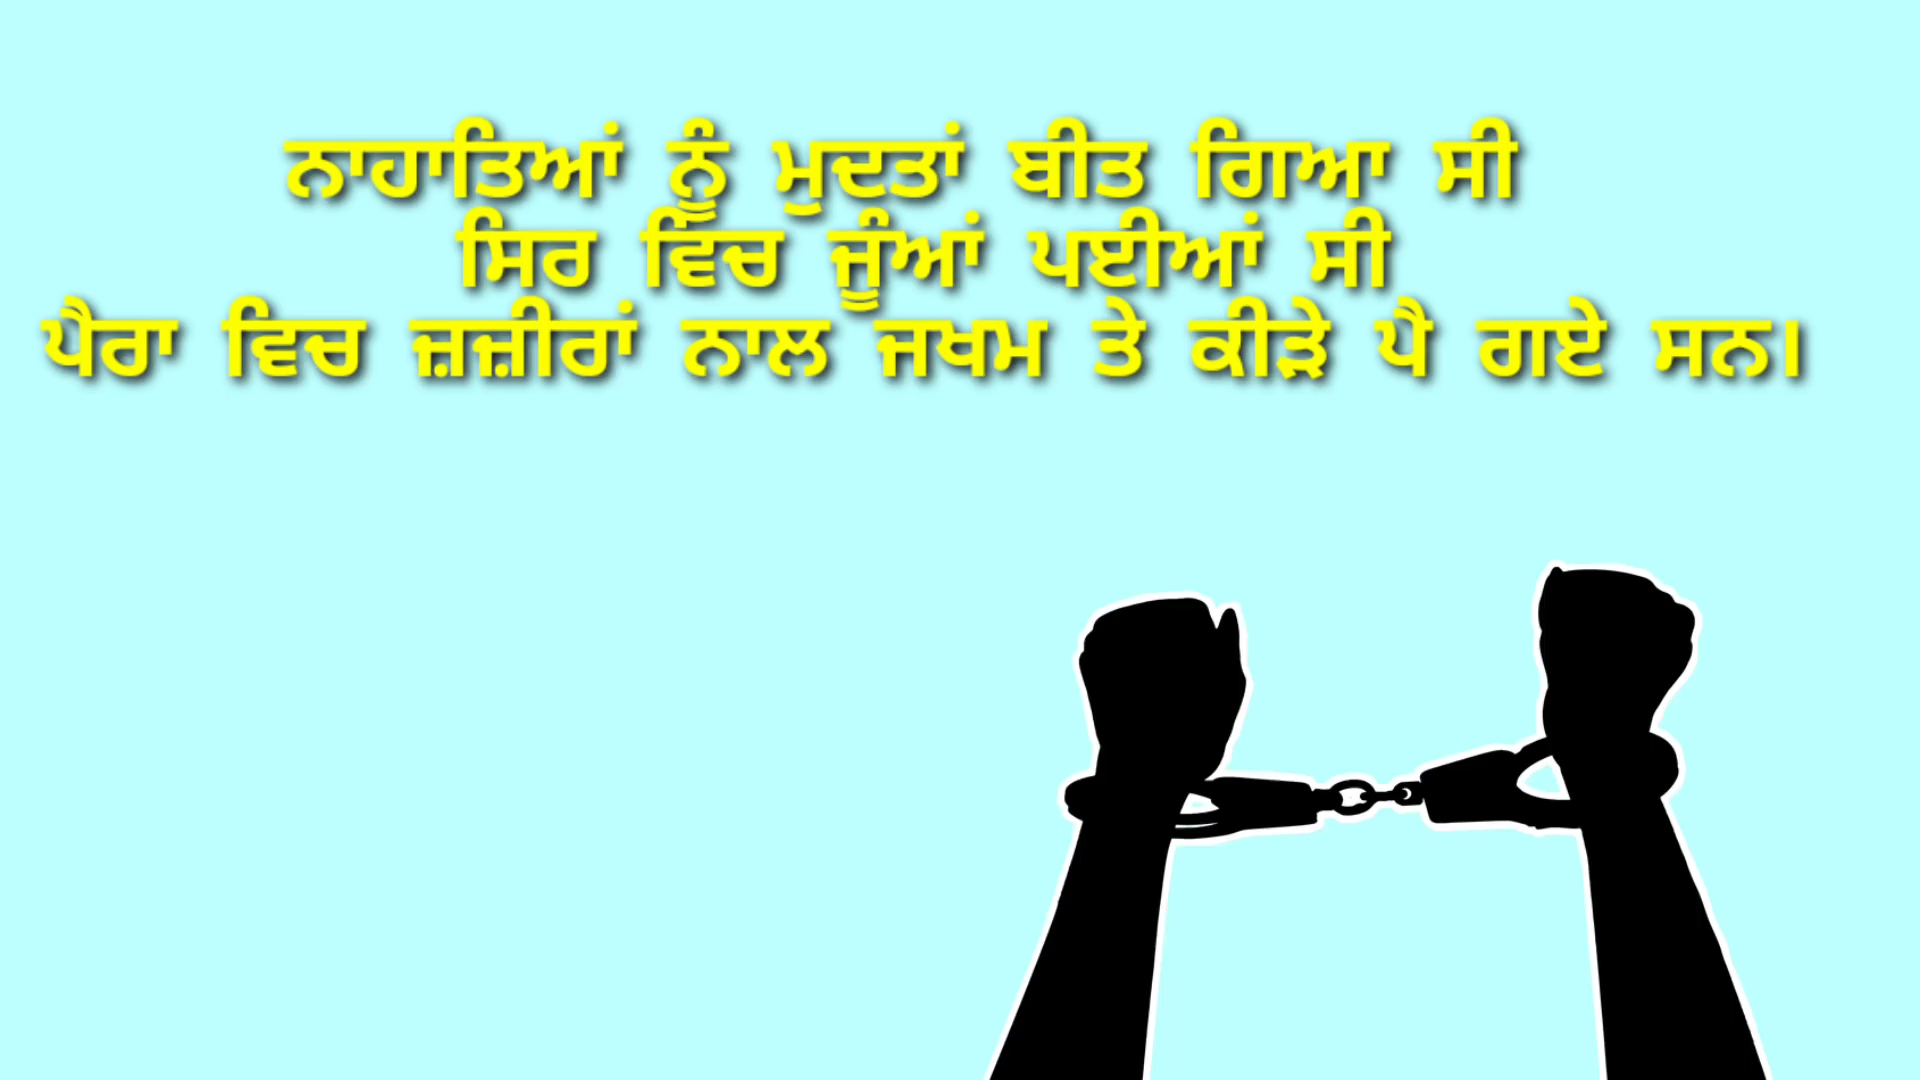 ਨਾਹਾਤਿਆਂ ਨੂੰ ਮੁਦਤਾਂ ਬੀਤ ਗਿਆ ਸੀ
ਸਿਰ ਵਿੱਚ ਜੂੰਆਂ ਪਈਆਂ ਸੀ
ਪੈਰਾ ਵਿਚ ਜ਼ਜ਼ੀਰਾਂ ਨਾਲ ਜਖਮ ਤੇ ਕੀੜੇ ਪੈ ਗਏ ਸਨ।